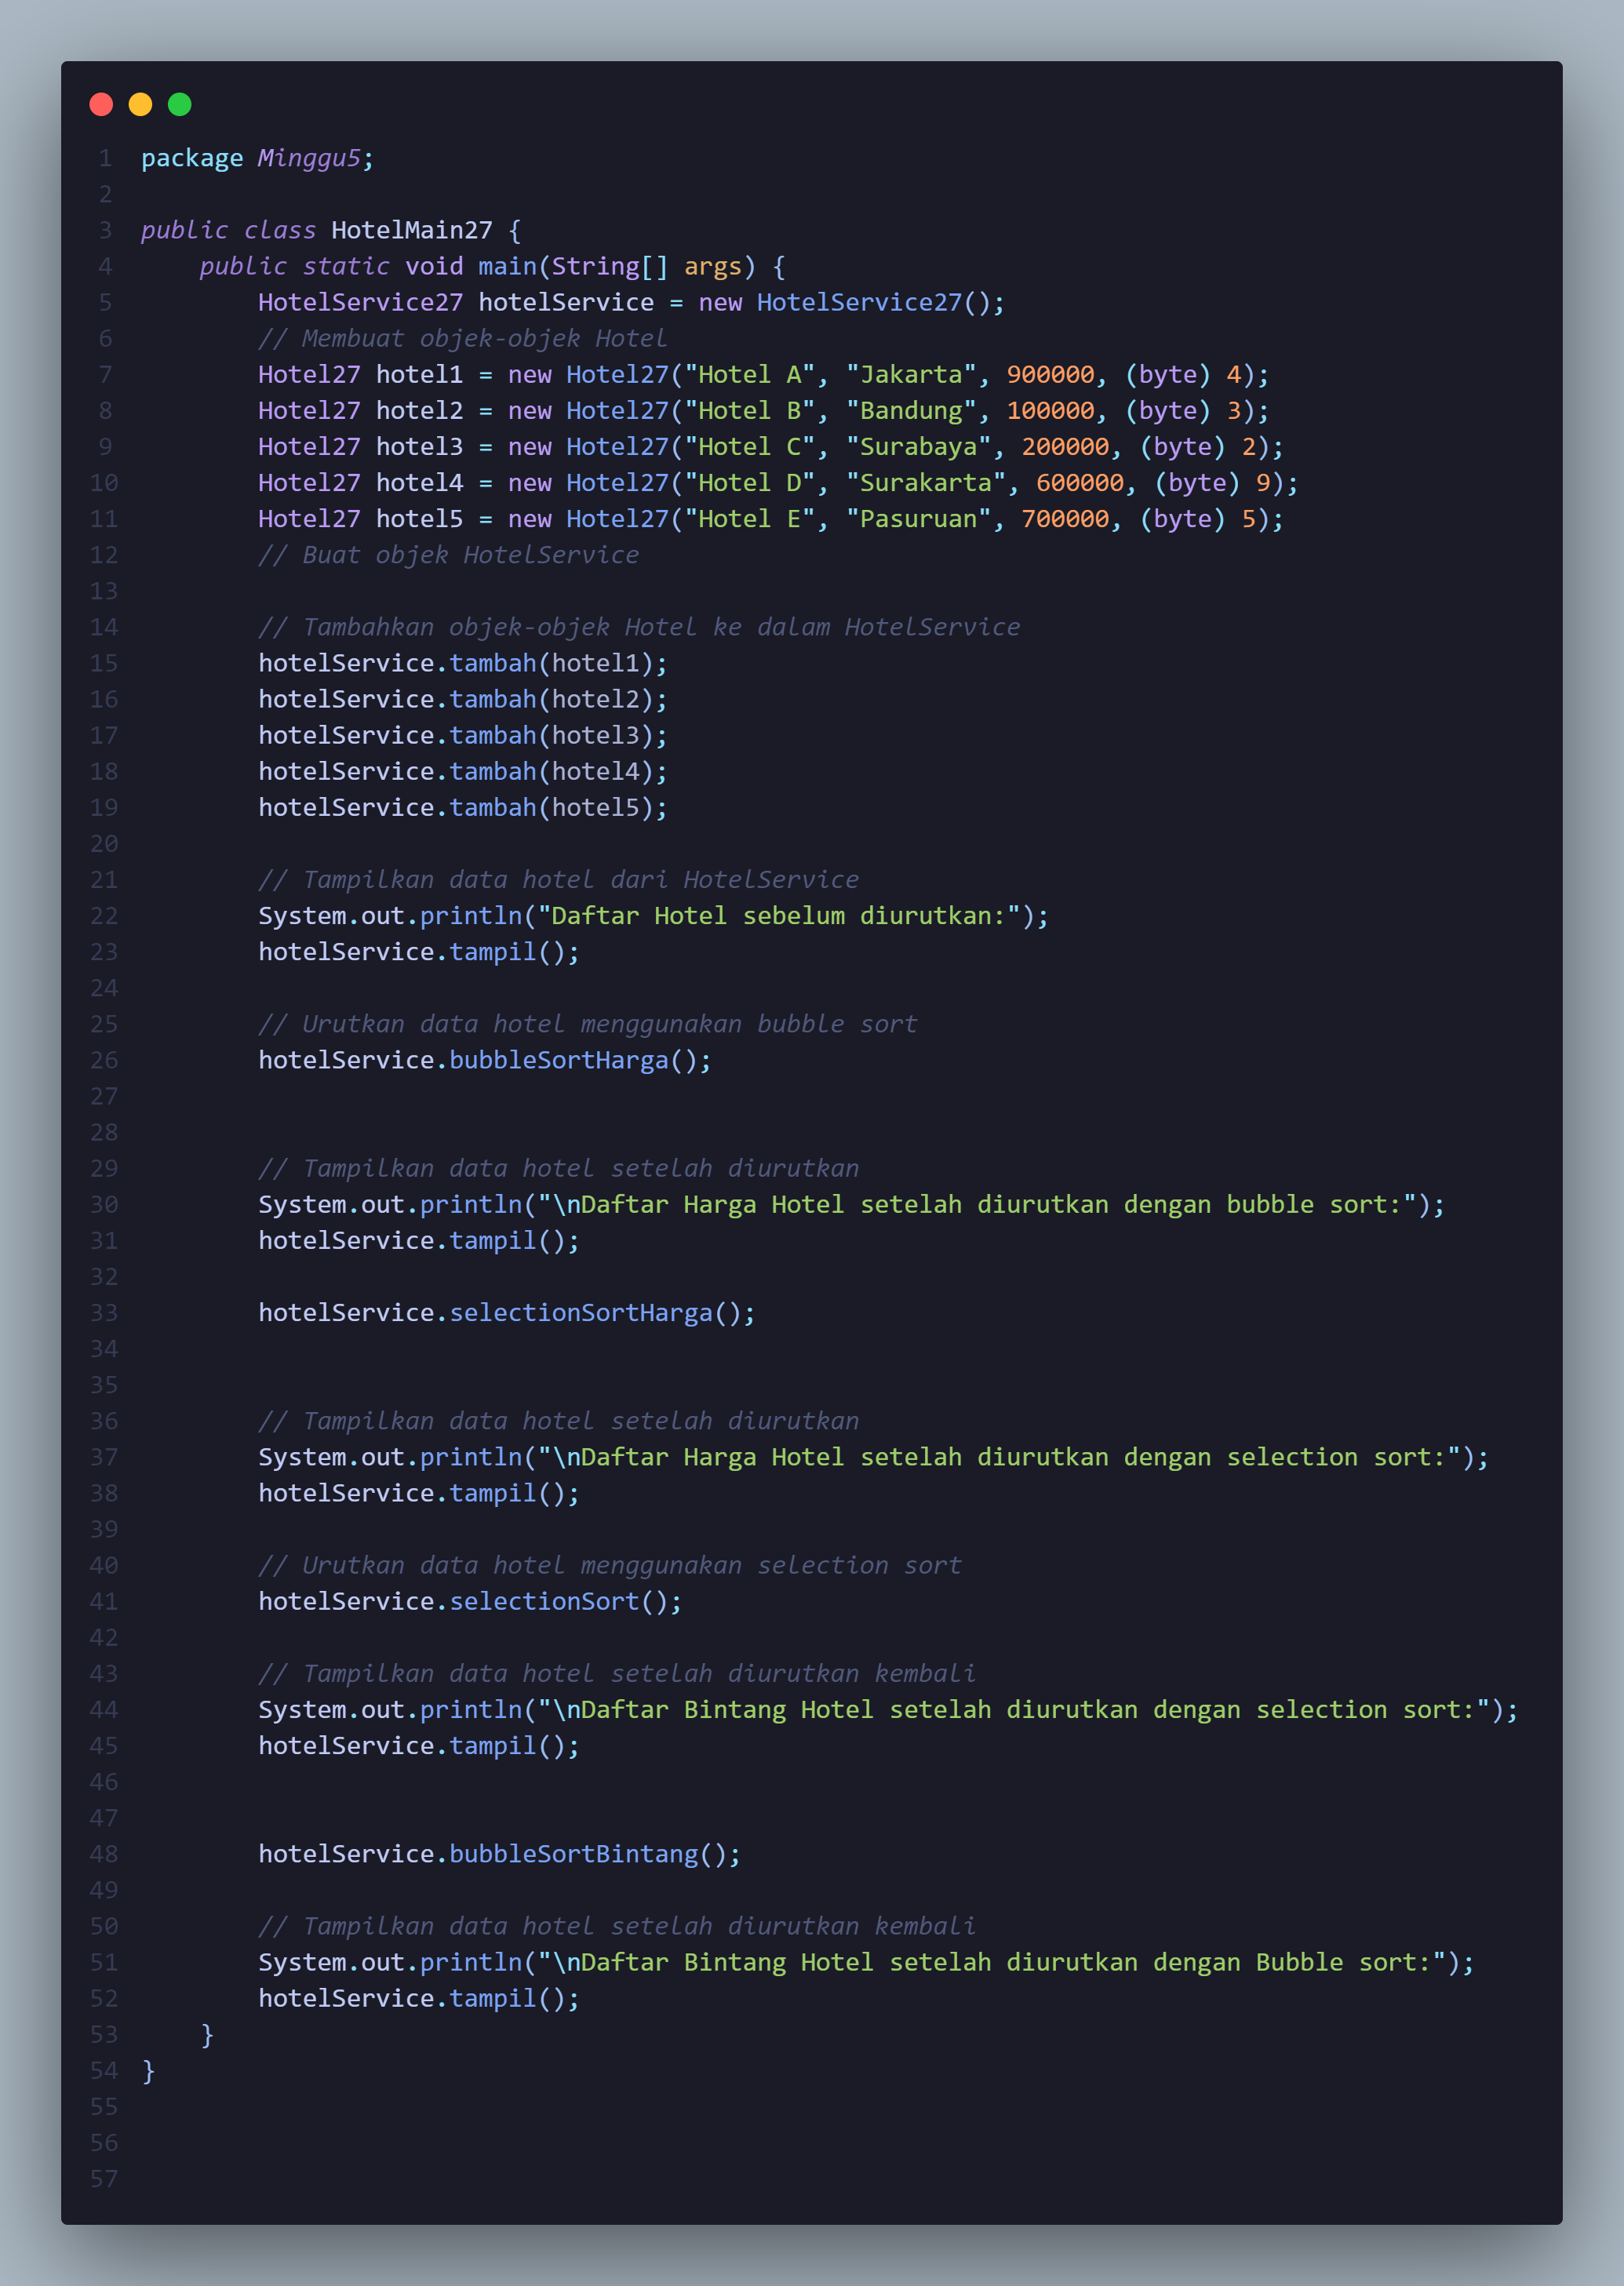 1 package Minggu5;
2
3 public class HotelMain27 {
4     public static void main(String[] args) {
5         HotelService27 hotelService = new HotelService27();
6         // Membuat objek-objek Hotel
7         Hotel27 hotel1 = new Hotel27("Hotel A", "Jakarta", 900000, (byte) 4);
8         Hotel27 hotel2 = new Hotel27("Hotel B", "Bandung", 100000, (byte) 3);
9         Hotel27 hotel3 = new Hotel27("Hotel C", "Surabaya", 200000, (byte) 2);
10         Hotel27 hotel4 = new Hotel27("Hotel D", "Surakarta", 600000, (byte) 9);
11         Hotel27 hotel5 = new Hotel27("Hotel E", "Pasuruan", 700000, (byte) 5);
12         // Buat objek HotelService
13
14         // Tambahkan objek-objek Hotel ke dalam HotelService
15         hotelService.tambah(hotel1);
16         hotelService.tambah(hotel2);
17         hotelService.tambah(hotel3);
18         hotelService.tambah(hotel4);
19         hotelService.tambah(hotel5);
20
21         // Tampilkan data hotel dari HotelService
22         System.out.println("Daftar Hotel sebelum diurutkan:");
23         hotelService.tampil();
24
25         // Urutkan data hotel menggunakan bubble sort
26         hotelService.bubbleSortHarga();
27
28
29         // Tampilkan data hotel setelah diurutkan
30         System.out.println("\nDaftar Harga Hotel setelah diurutkan dengan bubble sort:");
31         hotelService.tampil();
32
33         hotelService.selectionSortHarga();
34
35
36         // Tampilkan data hotel setelah diurutkan
37         System.out.println("\nDaftar Harga Hotel setelah diurutkan dengan selection sort:");
38         hotelService.tampil();
39
40         // Urutkan data hotel menggunakan selection sort
41         hotelService.selectionSort();
42
43         // Tampilkan data hotel setelah diurutkan kembali
44         System.out.println("\nDaftar Bintang Hotel setelah diurutkan dengan selection sort:");
45         hotelService.tampil();
46
47
48         hotelService.bubbleSortBintang();
49
50         // Tampilkan data hotel setelah diurutkan kembali
51         System.out.println("\nDaftar Bintang Hotel setelah diurutkan dengan Bubble sort:");
52         hotelService.tampil();
53     }
54 }
55
56
57